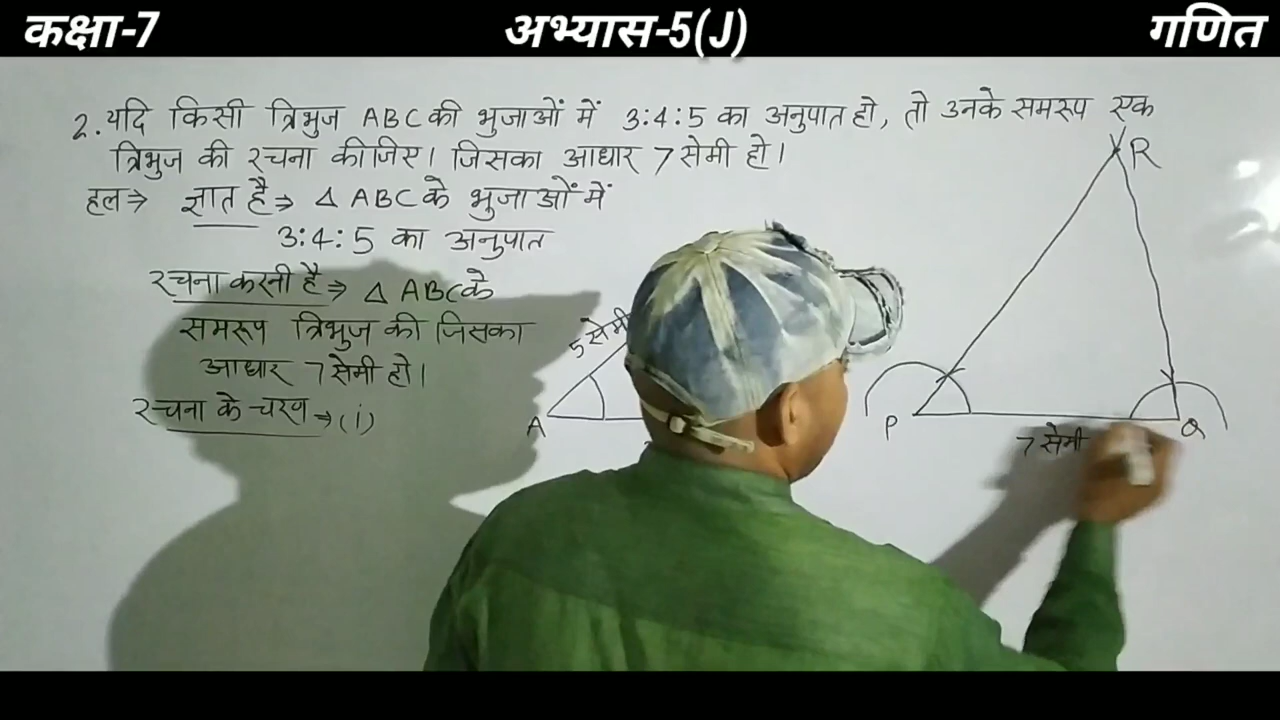 कक्षा-7
अभ्यास-5(J)
गणित
2. यदि किसी त्रिभुज ABC की भुजाओं में 3:4:5 का अनुपात हो, तो उनके समरूप एक
त्रिभुज की रचना कीजिए। जिसका आधार 7 सेमी हो।
हल⇒ ज्ञात है⇒ △ ABC के भुजाओं में
3:4:5 का अनुपात
रचना करनी है⇒ △ ABC के
समरूप त्रिभुज की जिसका
आधार 7 सेमी हो।
रचना के चरण⇒(i)
5 सेमी
A
R
P
Q
7 सेमी